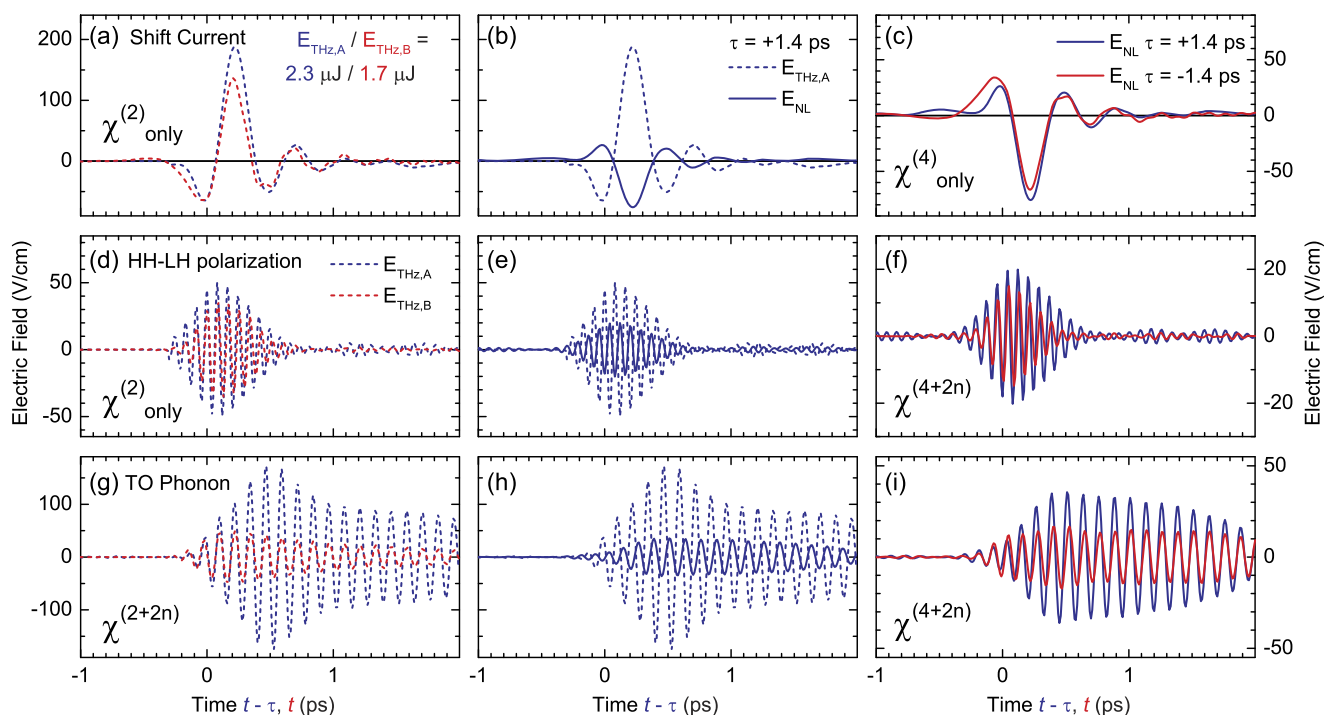 (a) Shift Current
E_THz,A / E_THz,B =
2.3 μJ / 1.7 μJ
χ^(2) only
200
100
0
(b)
τ = +1.4 ps
E_THz,A
E_NL
(c)
E_NL τ = +1.4 ps
E_NL τ = -1.4 ps
χ^(4) only
50
0
-50
(d) HH-LH polarization
E_THz,A
E_THz,B
χ^(2) only
50
0
-50
(e)
(f)
χ^(4+2n)
20
0
-20
Electric Field (V/cm)
Electric Field (V/cm)
(g) TO Phonon
χ^(2+2n)
100
0
-100
(h)
(i)
χ^(4+2n)
50
0
50
-1 0 1
-1 0 1
-1 0 1
Time t - τ, t (ps)
Time t - τ (ps)
Time t - τ, t (ps)